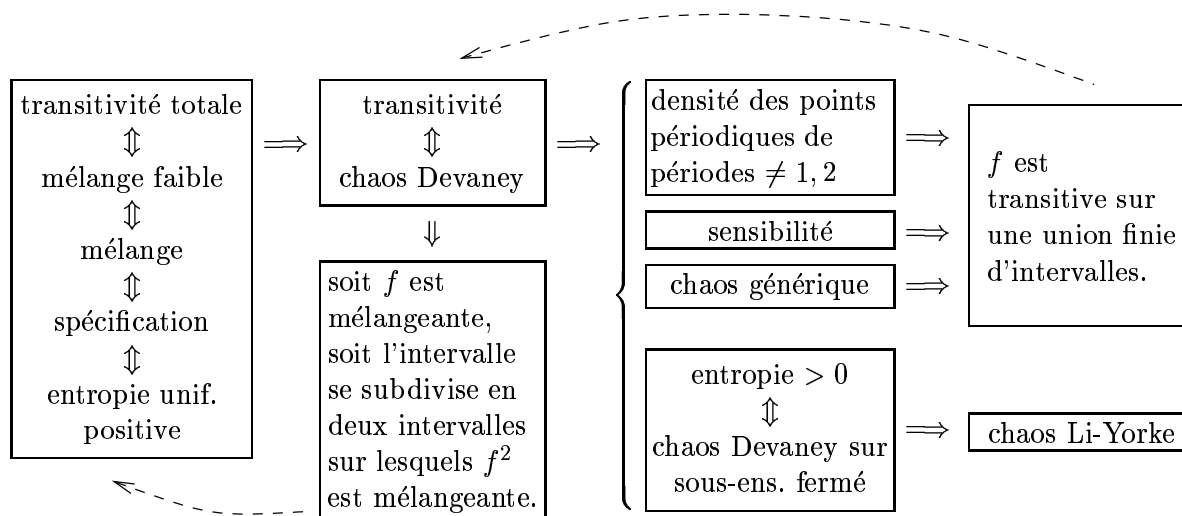 transitivité totale
⇕
mélange faible
⇕
mélange
⇕
spécification
⇕
entropie unif.
positive
⟹
transitivité
⇕
chaos Devaney
⇓
soit f est
mélangeante,
soit l'intervalle
se subdivise en
deux intervalles
sur lesquels f²
est mélangeante.
⟹
densité des points
périodiques de
périodes ≠ 1, 2
⟹
sensibilité
⟹
chaos générique
⟹
f est
transitive sur
une union finie
d'intervalles.
entropie > 0
⇕
chaos Devaney sur
sous-ens. fermé
⟹
chaos Li-Yorke